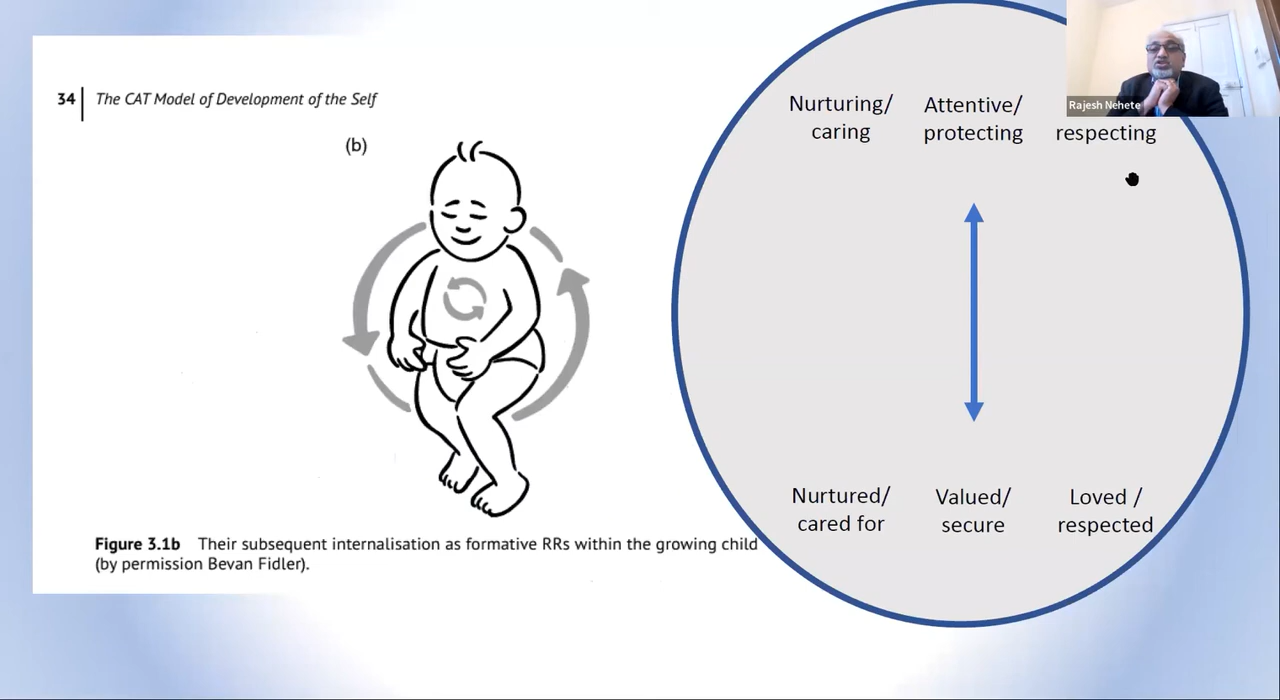 34
The CAT Model of Development of the Self
(b)
Figure 3.1b Their subsequent internalisation as formative RRs within the growing child
(by permission Bevan Fidler).
Nurturing/
caring
Attentive/
protecting
respecting
Nurtured/
cared for
Valued/
secure
Loved /
respected
Rajesh Nehete